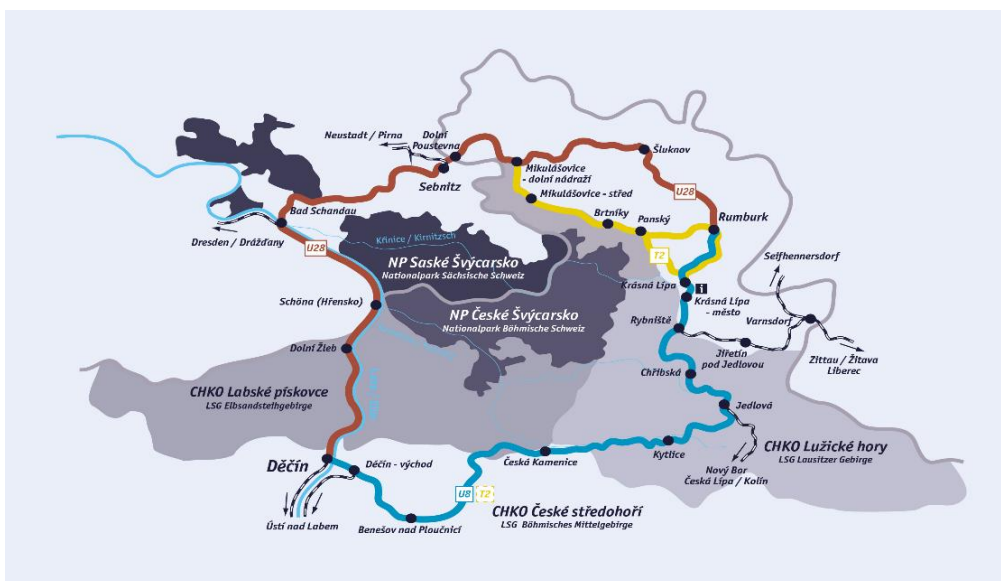 Neustadt / Pirna
Dolní
Poustevna
Sebnitz
Mikulášovice
- dolní nádraží
Šluknov
Mikulášovice - střed
U28
Brtníky
Panský
Rumburk
Bad Schandau
Dresden / Drážďany
U28
Křinice / Kirnitzsch
T2
Selfhennersdorf
NP Saské Švýcarsko
Nationalpark Sächsische Schweiz
Krásná Lípa
i
Krásná Lípa
- město
Schöna (Hřensko)
NP České Švýcarsko
Nationalpark Böhmische Schweiz
Rybniště
Varnsdorf
Jiřetín
pod Jedlovou
Zittau / Žitava
Liberec
Dolní Žleb
Chřibská
CHKO Labské pískovce
LSG Elbsandsteihgebirge
Jedlová
CHKO Lužické hory
LSG Lausitzer Gebirge
Děčín
Děčín - východ
Česká Kamenice
Kytlice
Nový Bor
Česká Lípa / Kolín
U8
T2
CHKO České středohoří
LSG Böhmisches Mittelgebirge
Ústí nad Labem
Benešov nad Ploučnicí